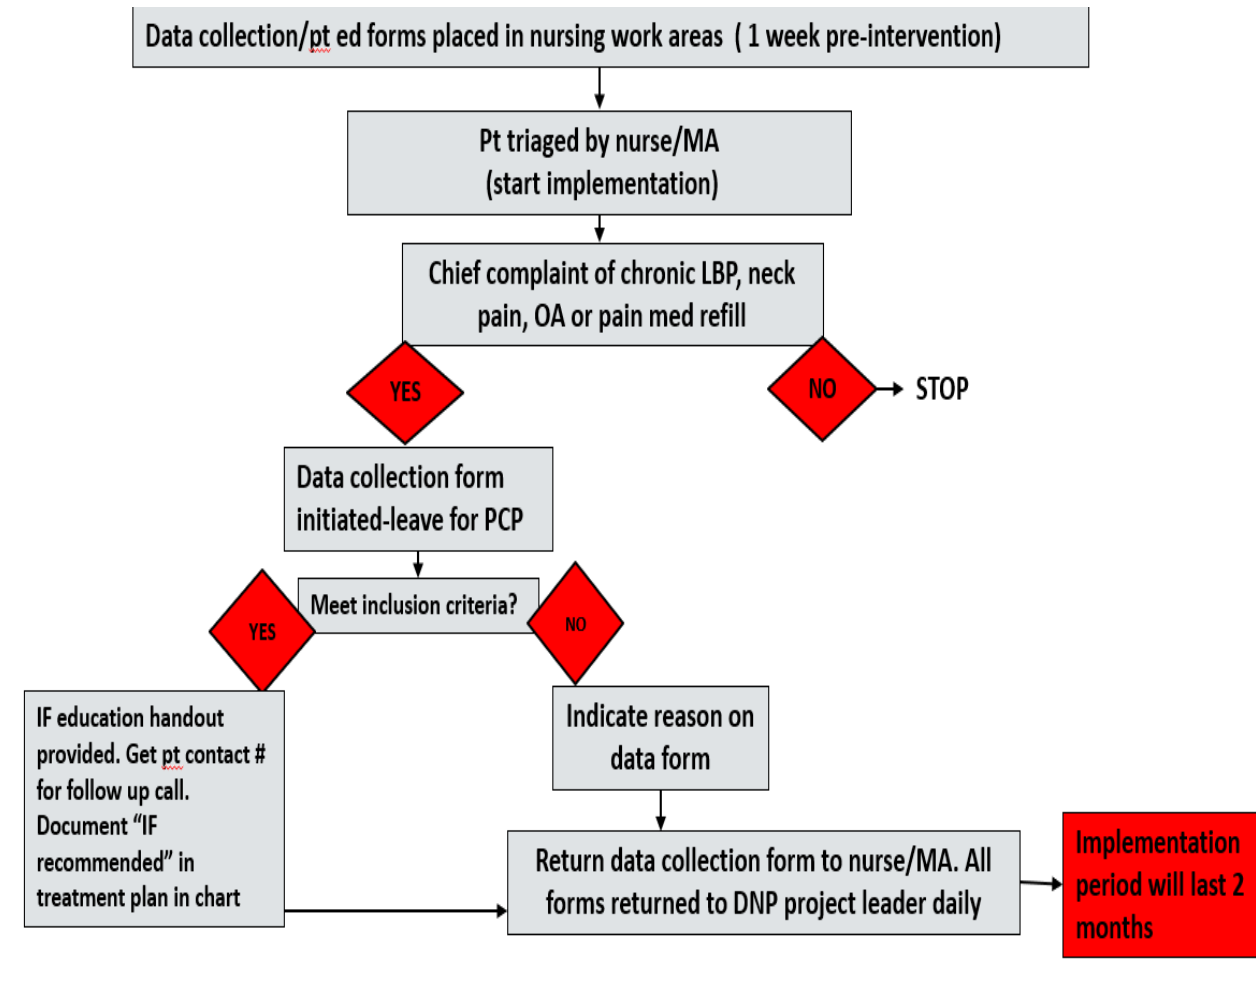 Data collection/pt ed forms placed in nursing work areas  ( 1 week pre-intervention)
Pt triaged by nurse/MA
(start implementation)
Chief complaint of chronic LBP, neck
pain, OA or pain med refill
YES
NO
STOP
Data collection form
initiated-leave for PCP
Meet inclusion criteria?
YES
NO
IF education handout
provided. Get pt contact #
for follow up call.
Document “IF
recommended” in
treatment plan in chart
Indicate reason on
data form
Return data collection form to nurse/MA. All
forms returned to DNP project leader daily
Implementation
period will last 2
months